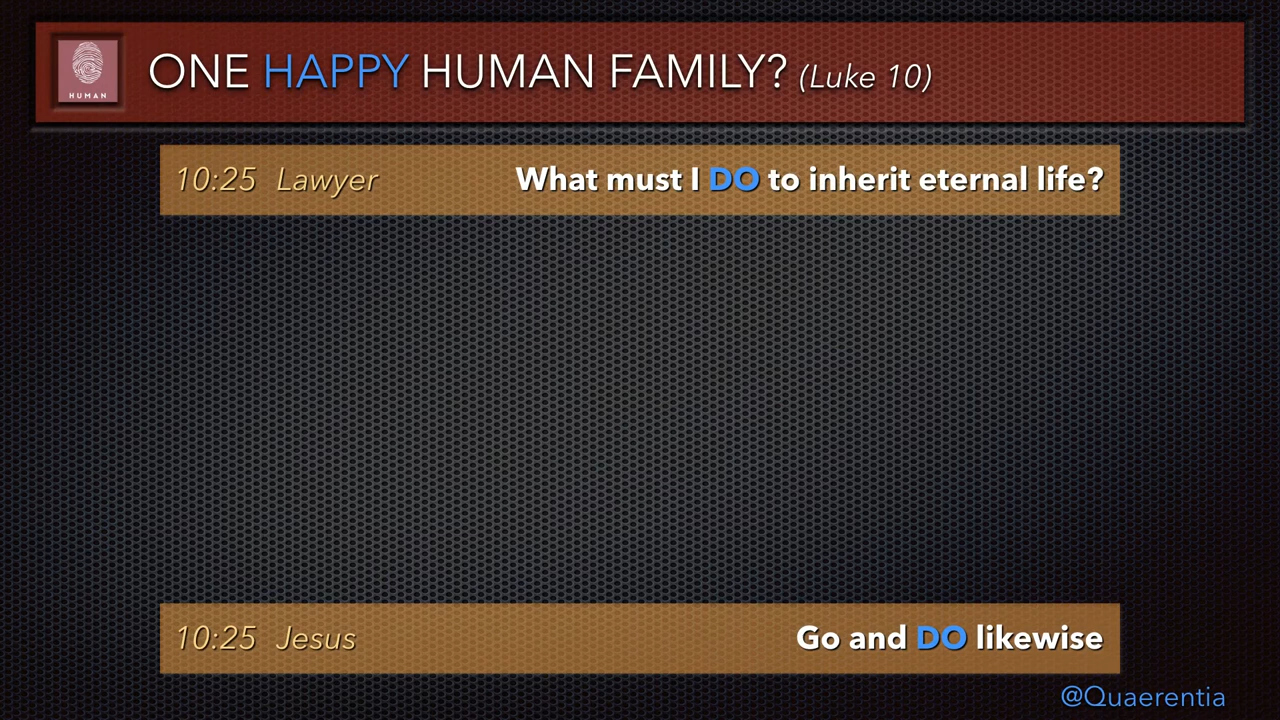 HUMAN
ONE HAPPY HUMAN FAMILY? (Luke 10)
10:25 Lawyer What must I DO to inherit eternal life?
10:25 Jesus Go and DO likewise
@Quaerentia